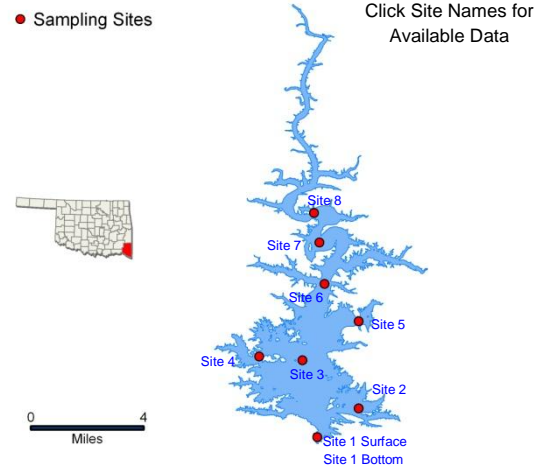 Sampling Sites
Click Site Names for
Available Data
Site 8
Site 7
Site 6
Site 5
Site 4
Site 3
Site 2
Site 1 Surface
Site 1 Bottom
0 4
Miles